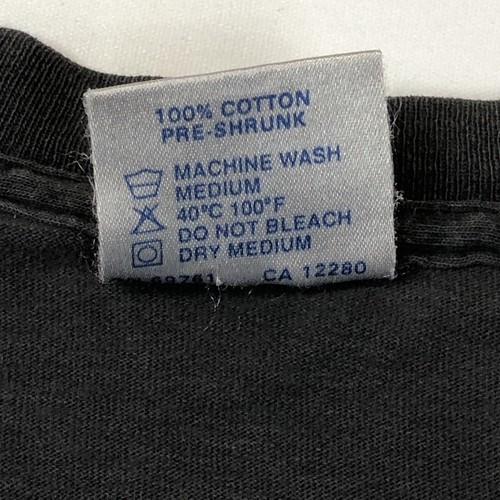 100% COTTON
PRE-SHRUNK
MACHINE WASH
MEDIUM
40°C 100°F
DO NOT BLEACH
DRY MEDIUM
CA 12280